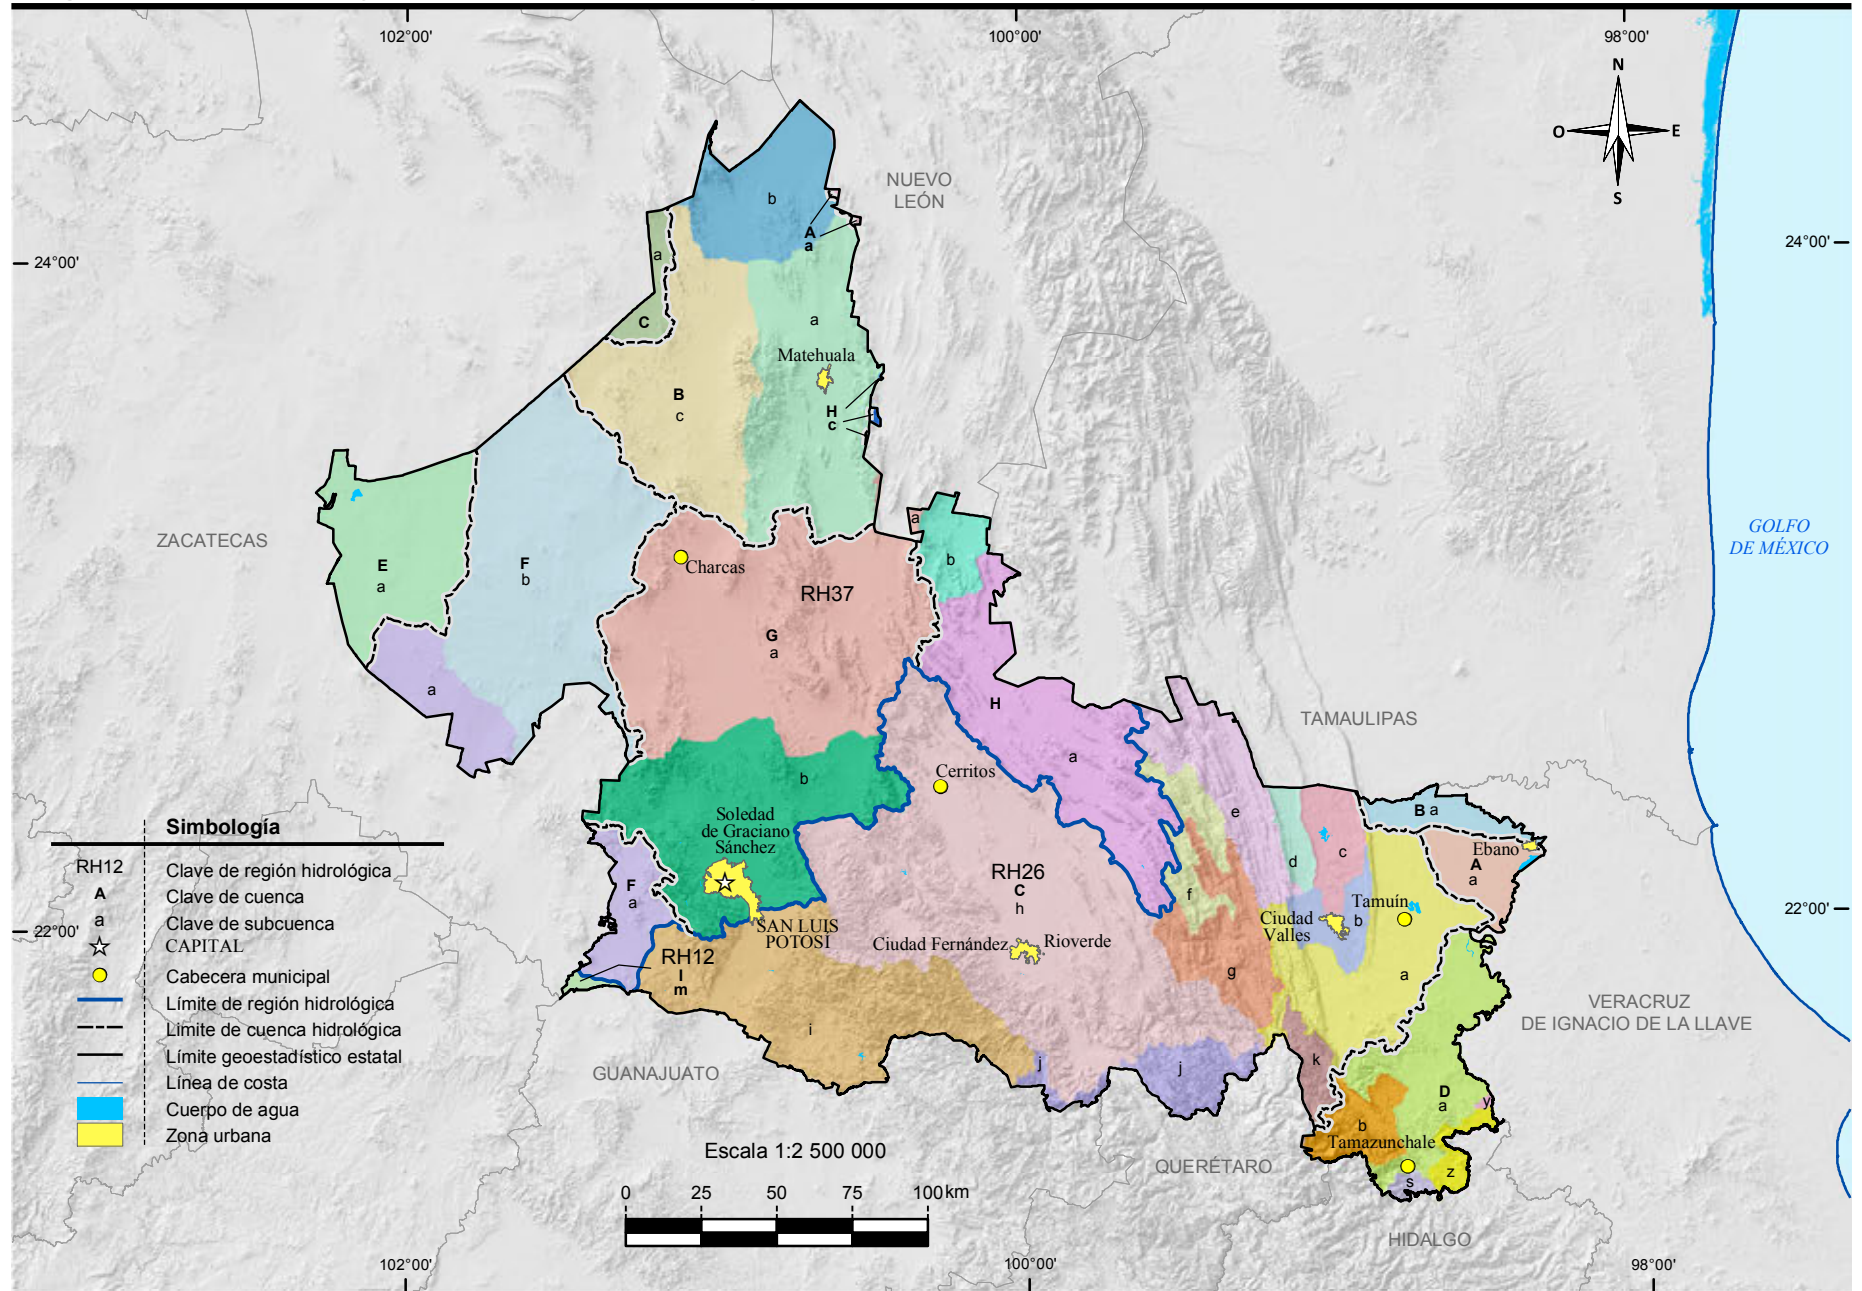 102°00'
100°00'
98°00'
N
O
E
S
NUEVO
LEÓN
b
A
a
24°00'
24°00'
a
C
a
Matehuala
B
c
H
c
ZACATECAS
GOLFO
DE MÉXICO
a
b
E
a
F
b
Charcas
RH37
G
a
a
H
TAMAULIPAS
a
b
Cerritos
e
B a
Soledad
de Graciano
Sánchez
d
c
Ebano
A
a
RH26
C
h
F
a
f
Tamuín
Ciudad
Valles
b
22°00'
22°00'
SAN LUIS
POTOSÍ
Ciudad Fernández
Rioverde
RH12
I
m
g
a
i
VERACRUZ
DE IGNACIO DE LA LLAVE
GUANAJUATO
j
j
k
D
a
y
b
Tamazunchale
QUERÉTARO
z
s
HIDALGO
Simbología
RH12 Clave de región hidrológica
A Clave de cuenca
a Clave de subcuenca
CAPITAL
Cabecera municipal
Límite de región hidrológica
Límite de cuenca hidrológica
Límite geoestadístico estatal
Línea de costa
Cuerpo de agua
Zona urbana
Escala 1:2 500 000
0 25 50 75 100 km
102°00'
100°00'
98°00'